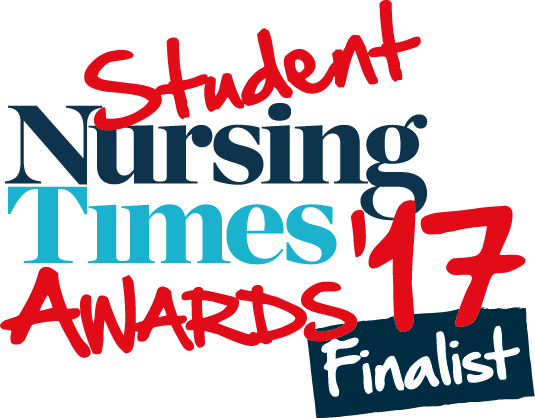 Student
Nursing
Times
AWARDS '17
Finalist